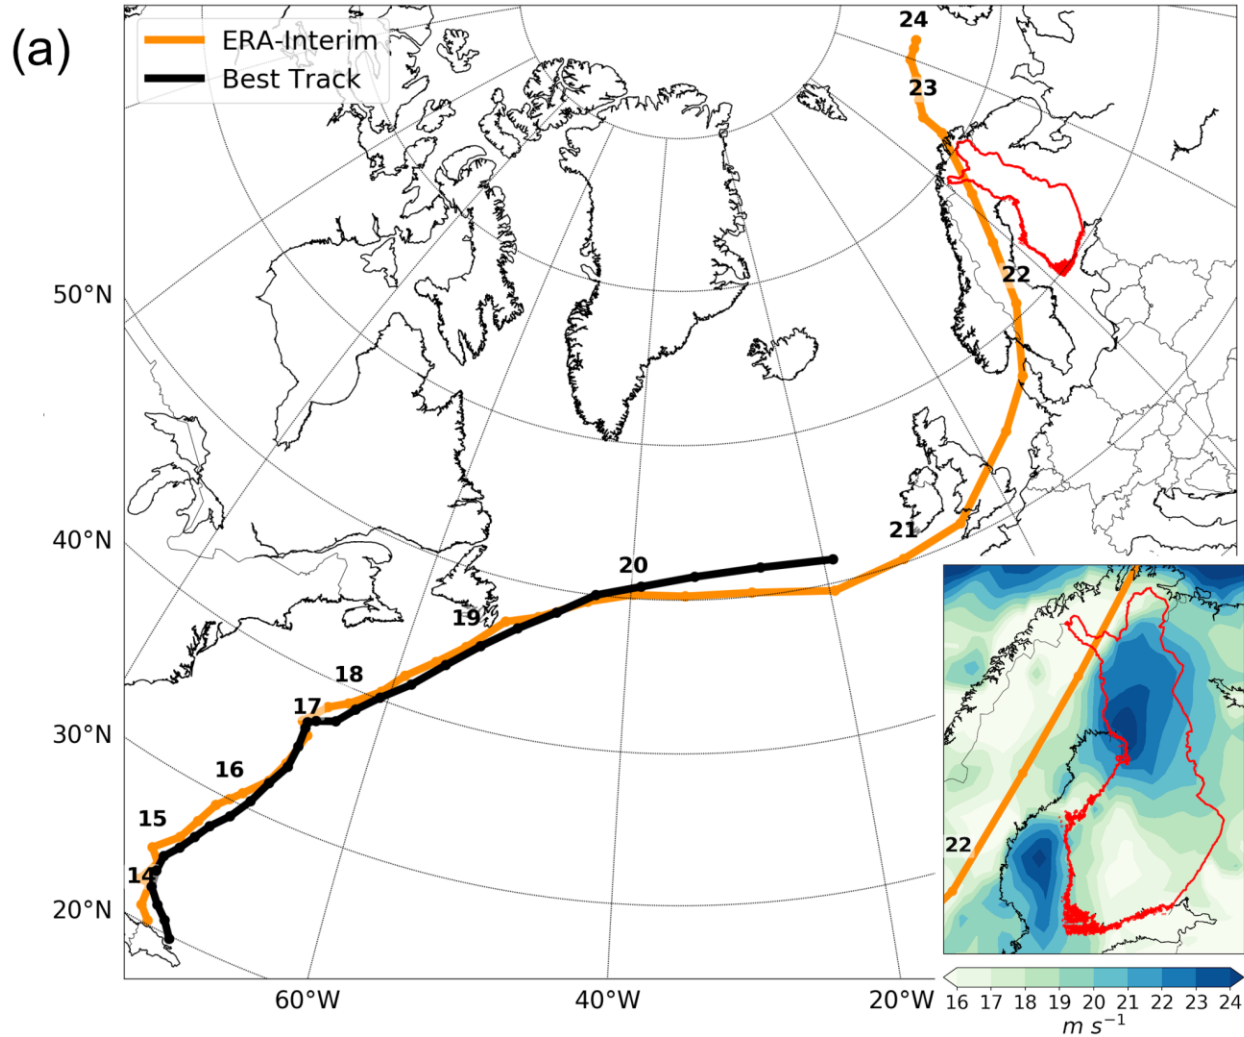 (a)
ERA-Interim
Best Track
24
23
22
50°N
21
40°N
20
19
18
17
30°N
16
15
14
20°N
60°W
40°W
20°W
22
16 17 18 19 20 21 22 23 24
m s⁻¹